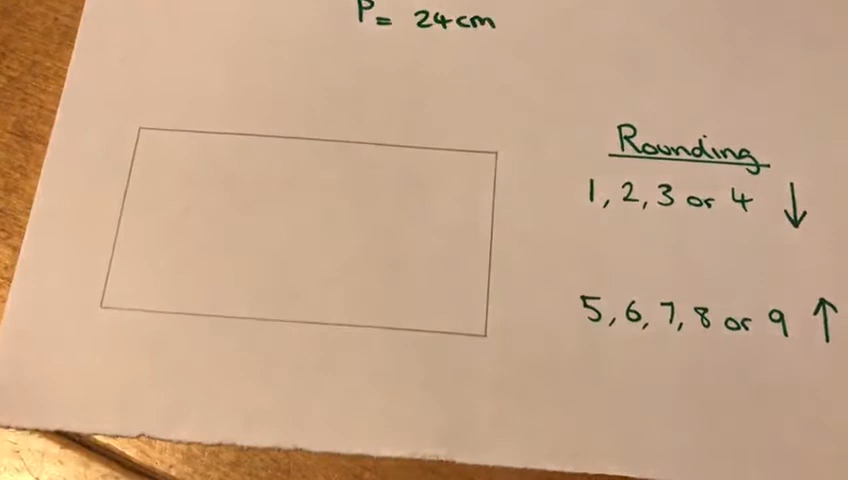 P= 24cm
Rounding
1, 2, 3 or 4 ↓
5, 6, 7, 8 or 9 ↑